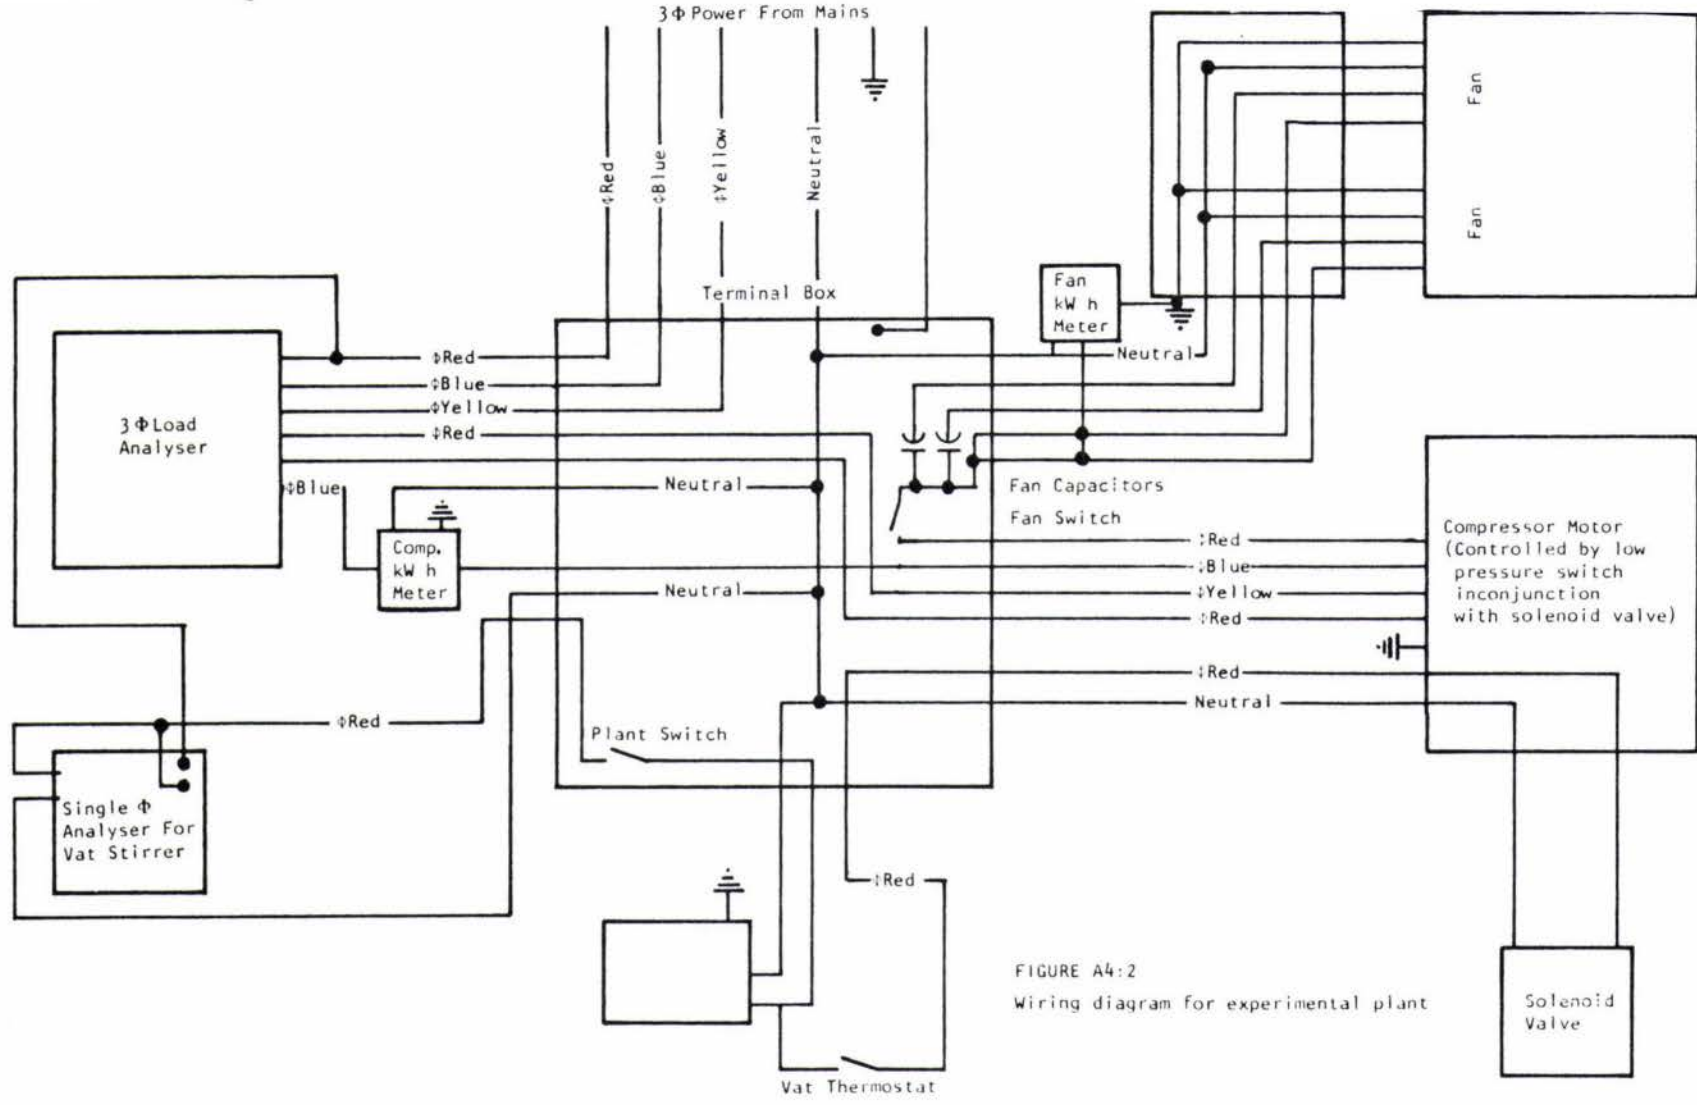 3Φ Power From Mains
ΦRed
ΦBlue
ΦYellow
Neutral
Fan
Fan
Terminal Box
Fan
kW h
Meter
Neutral
ΦRed
ΦBlue
ΦYellow
ΦRed
3ΦLoad
Analyser
ΦBlue
Neutral
Fan Capacitors
Fan Switch
Comp.
kW h
Meter
Neutral
ΦRed
ΦBlue
ΦYellow
ΦRed
Compressor Motor
(Controlled by low
pressure switch
inconjunction
with solenoid valve)
ΦRed
Neutral
ΦRed
Plant Switch
Single Φ
Analyser For
Vat Stirrer
ΦRed
Vat Thermostat
FIGURE A4:2
Wiring diagram for experimental plant
Solenoid
Valve